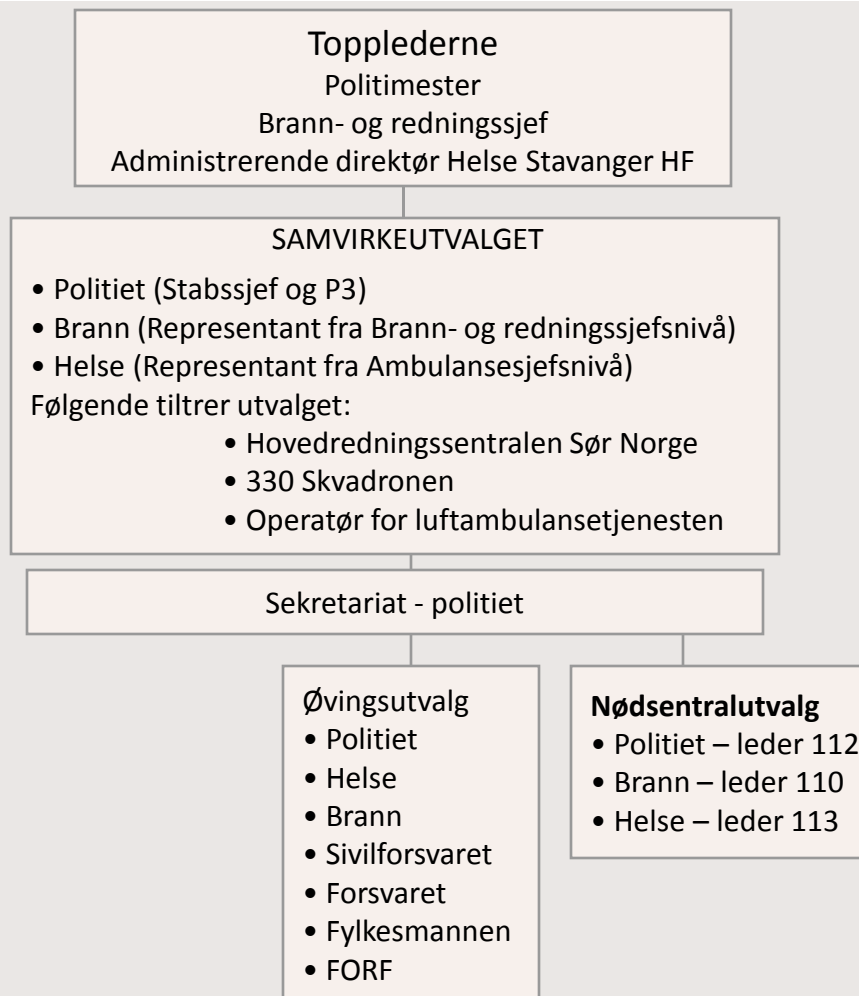 Topplederne
Politimester
Brann- og redningssjef
Administrerende direktør Helse Stavanger HF
SAMVIRKEUTVALGET
• Politiet (Stabssjef og P3)
• Brann (Representant fra Brann- og redningssjefsnivå)
• Helse (Representant fra Ambulansesjefsnivå)
Følgende tiltrer utvalget:
• Hovedredningssentralen Sør Norge
• 330 Skvadronen
• Operatør for luftambulansetjenesten
Sekretariat - politiet
Øvingsutvalg
• Politiet
• Helse
• Brann
• Sivilforsvaret
• Forsvaret
• Fylkesmannen
• FORF
Nødsentralutvalg
• Politiet – leder 112
• Brann – leder 110
• Helse – leder 113